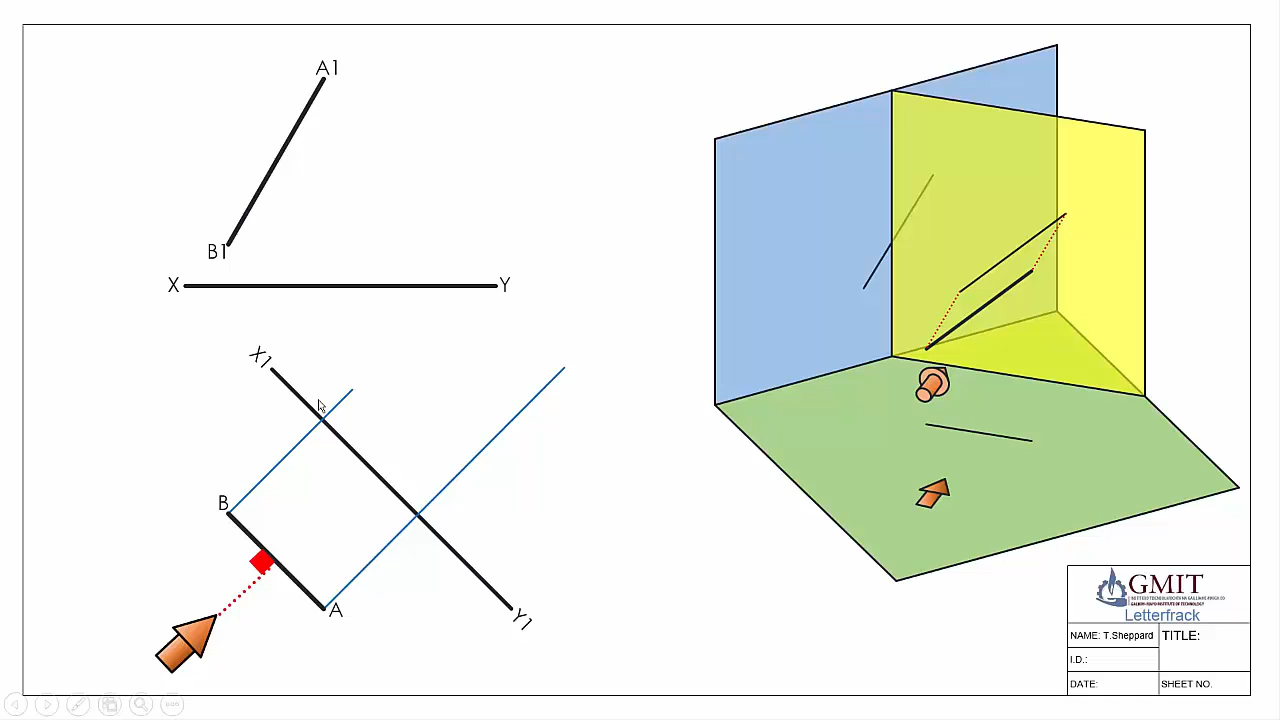 A1
B1
X
Y
X1
B
A
Y1
GMIT
Letterfrack
NAME: T.Sheppard
TITLE:
I.D.:
DATE:
SHEET NO.